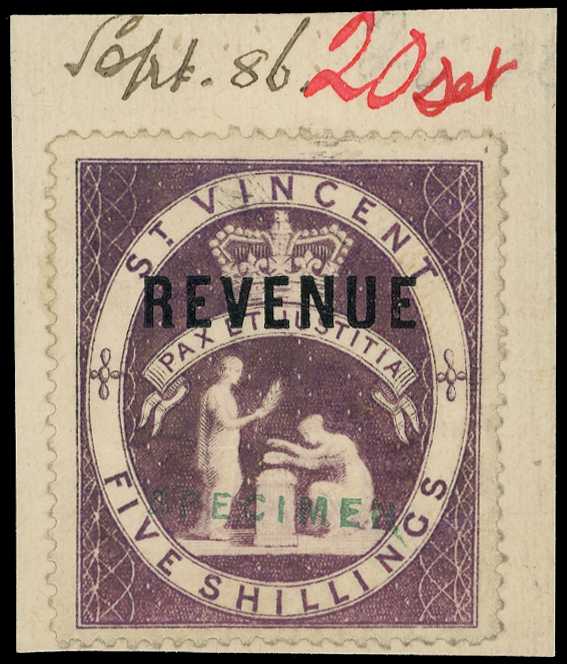 Sept. 86. 20 set
ST VINCENT
REVENUE
PAX ET JUSTITIA
SPECIMEN
FIVE SHILLINGS